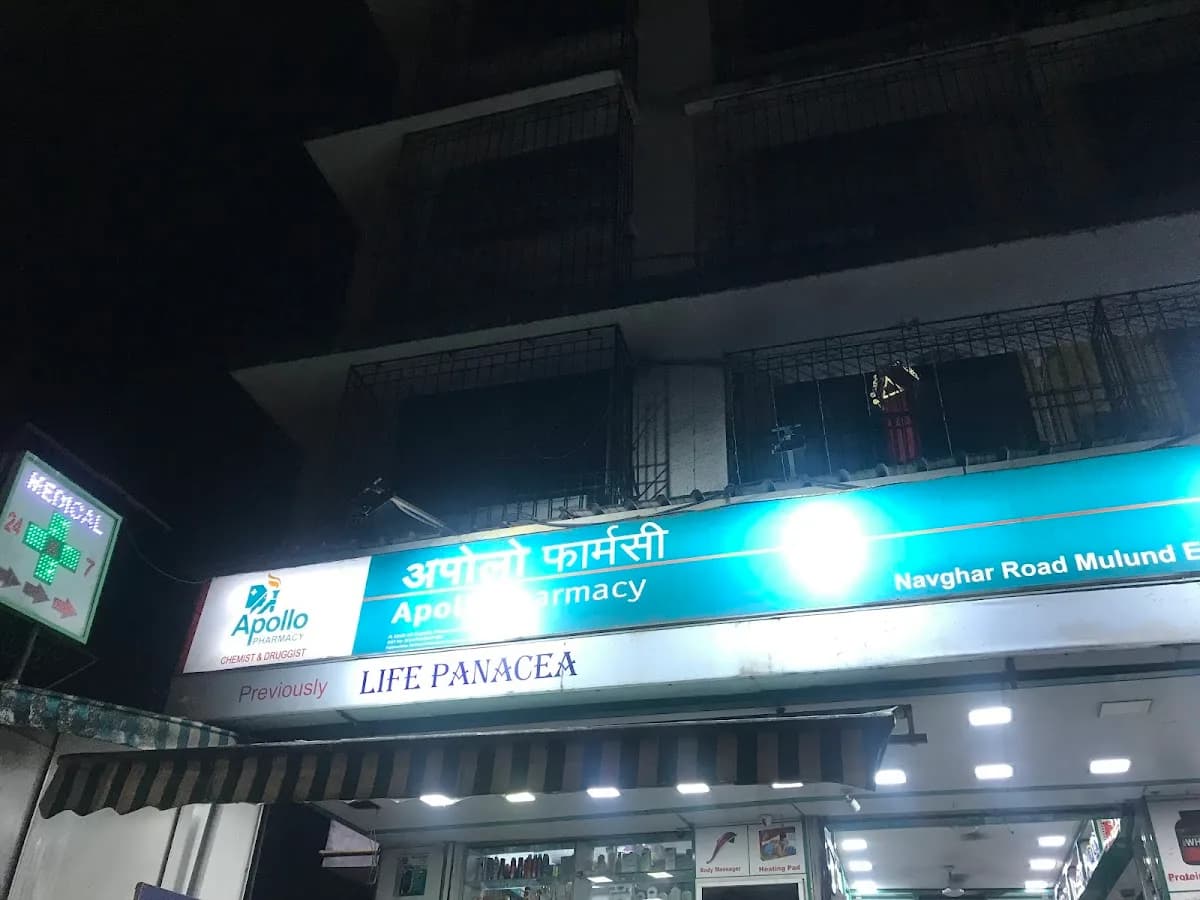 MEDICAL
24
7
अपोलो फार्मसी
Apollo Pharmacy
Navghar Road Mulund E
Apollo
PHARMACY
CHEMIST & DRUGGIST
Previously
LIFE PANACEA
Body Massager
Heating Pad